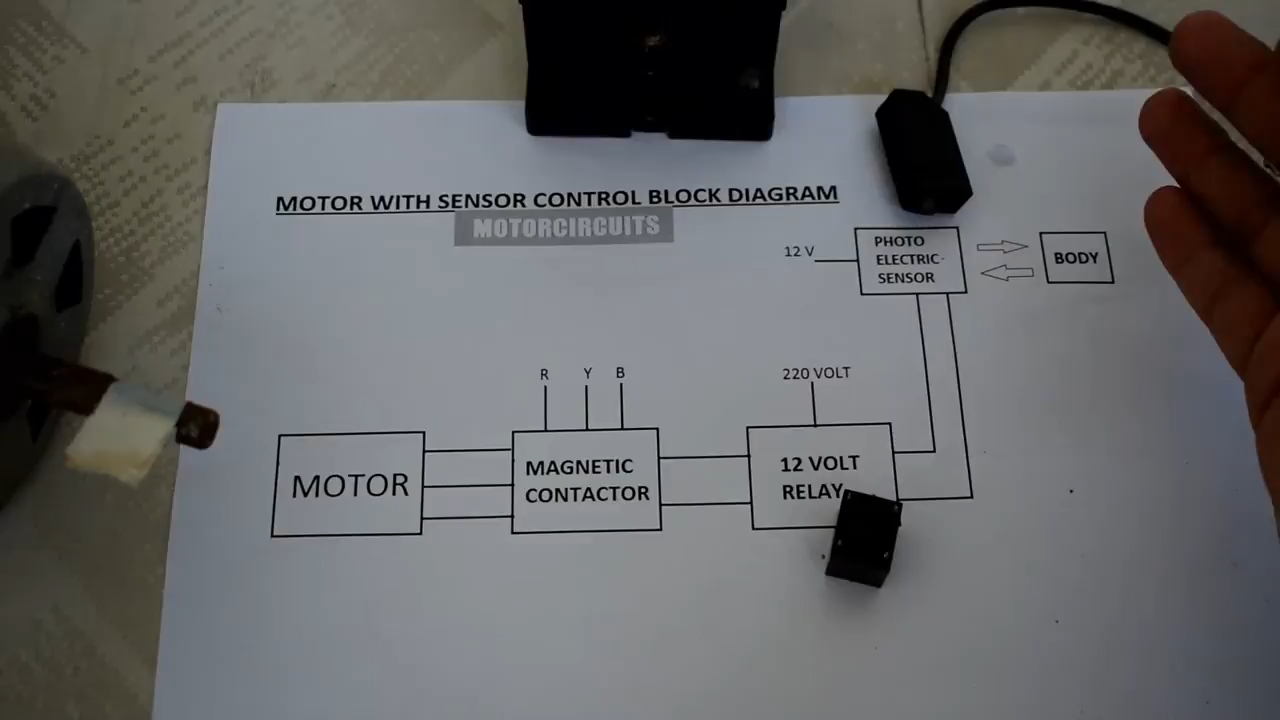 MOTOR WITH SENSOR CONTROL BLOCK DIAGRAM
MOTORCIRCUITS
12 V
PHOTO
ELECTRIC-
SENSOR
BODY
R Y B
220 VOLT
MOTOR
MAGNETIC
CONTACTOR
12 VOLT
RELAY